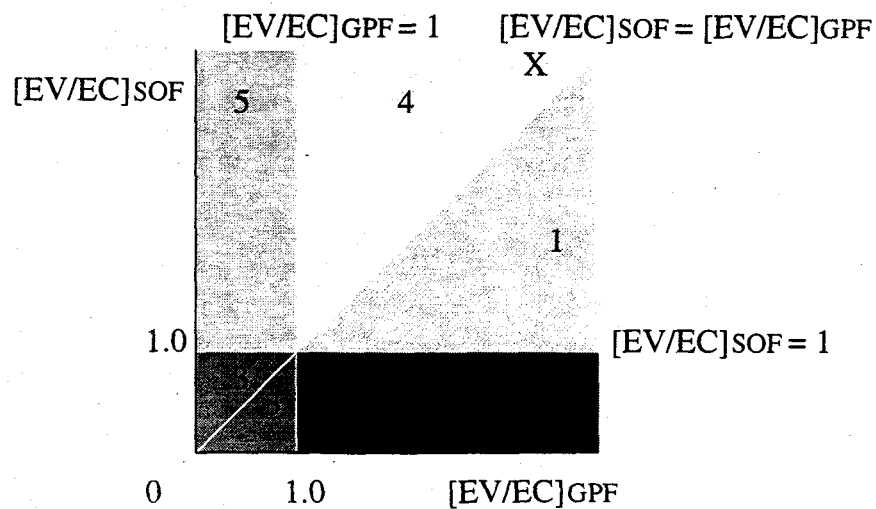 [EV/EC]GPF = 1 [EV/EC]SOF = [EV/EC]GPF
X
[EV/EC]SOF
5 4
1
1.0 [EV/EC]SOF = 1
0 1.0 [EV/EC]GPF